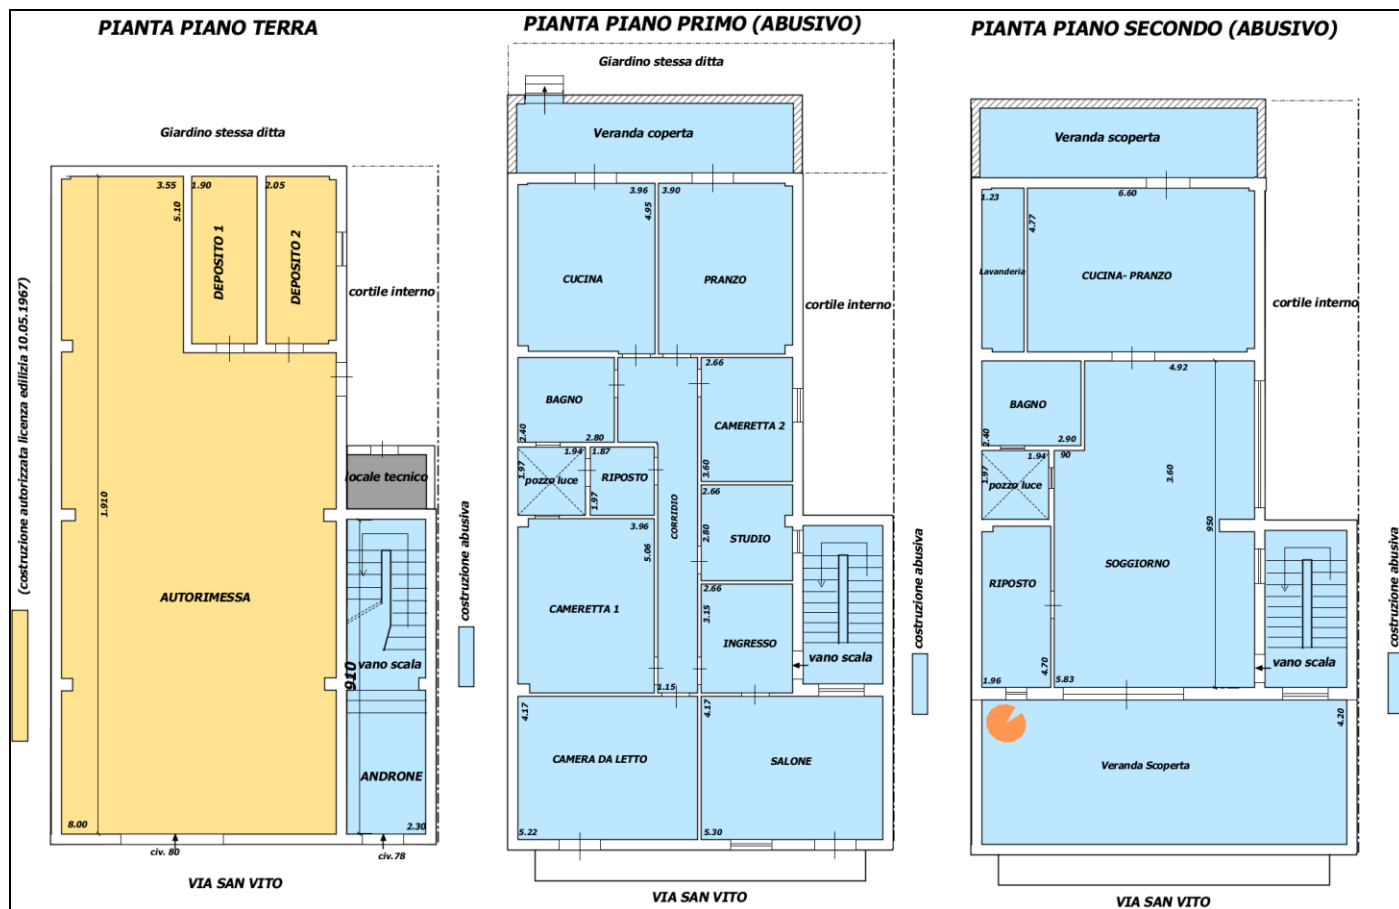 PIANTA PIANO TERRA
Giardino stessa ditta
3.55
1.90
2.05
5.10
DEPOSITO 1
DEPOSITO 2
cortile interno
(costruzione autorizzata licenza edilizia 10.05.1967)
1.910
locale tecnico
AUTORIMESSA
costruzione abusiva
vano scala
910
ANDRONE
8.00
2.30
civ. 80
civ.78
VIA SAN VITO
PIANTA PIANO PRIMO (ABUSIVO)
Giardino stessa ditta
Veranda coperta
3.96
3.90
4.95
CUCINA
PRANZO
cortile interno
2.66
BAGNO
CAMERETTA 2
2.40
2.80
1.94
1.87
1.97
pozzo luce
RIPOSTO
1.97
3.60
2.66
CORRIDIO
3.96
5.06
2.80
STUDIO
costruzione abusiva
2.66
3.15
CAMERETTA 1
INGRESSO
vano scala
1.15
4.17
4.17
CAMERA DA LETTO
SALONE
5.22
5.30
VIA SAN VITO
PIANTA PIANO SECONDO (ABUSIVO)
Veranda scoperta
1.23
6.60
4.77
Lavanderia
CUCINA- PRANZO
cortile interno
4.92
BAGNO
2.40
2.90
1.94
90
1.97
pozzo luce
3.60
950
RIPOSTO
SOGGIORNO
costruzione abusiva
vano scala
4.70
1.96
5.83
4.20
Veranda Scoperta
VIA SAN VITO